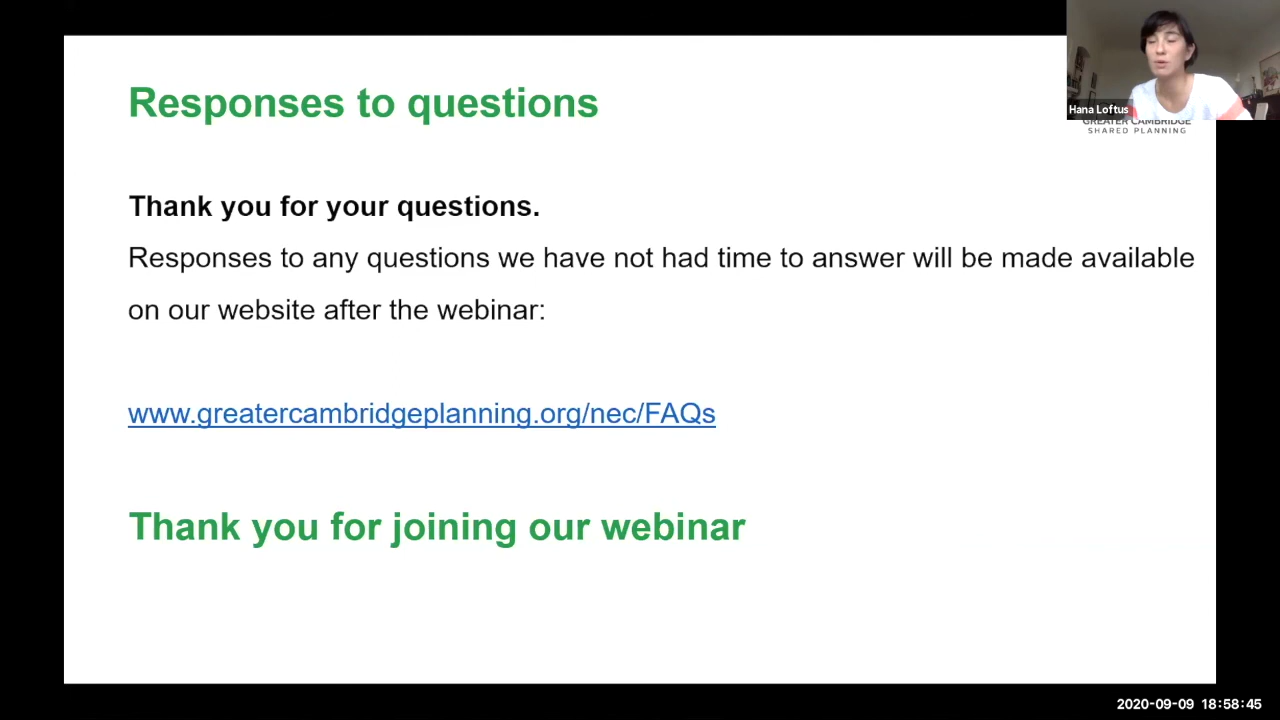 Responses to questions
Hana Loftus
GREATER CAMBRIDGE
SHARED PLANNING
Thank you for your questions.
Responses to any questions we have not had time to answer will be made available
on our website after the webinar:
www.greatercambridgeplanning.org/nec/FAQs
Thank you for joining our webinar
2020-09-09 18:58:45